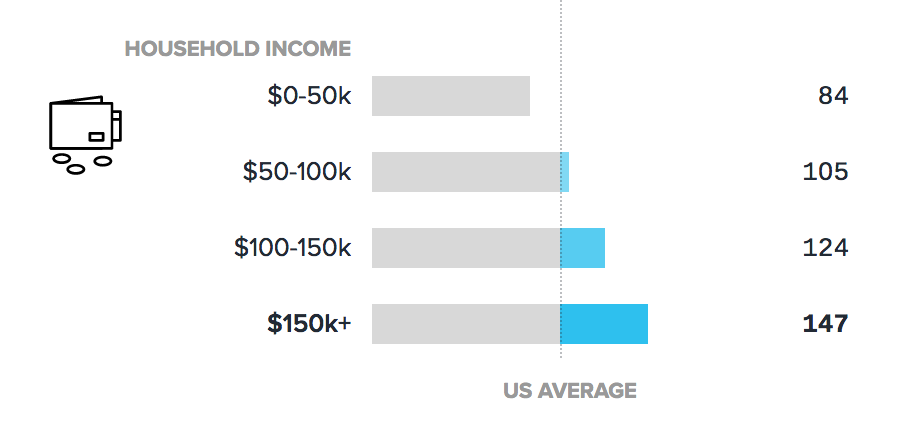 HOUSEHOLD INCOME
$0-50k 84
$50-100k 105
$100-150k 124
$150k+ 147
US AVERAGE